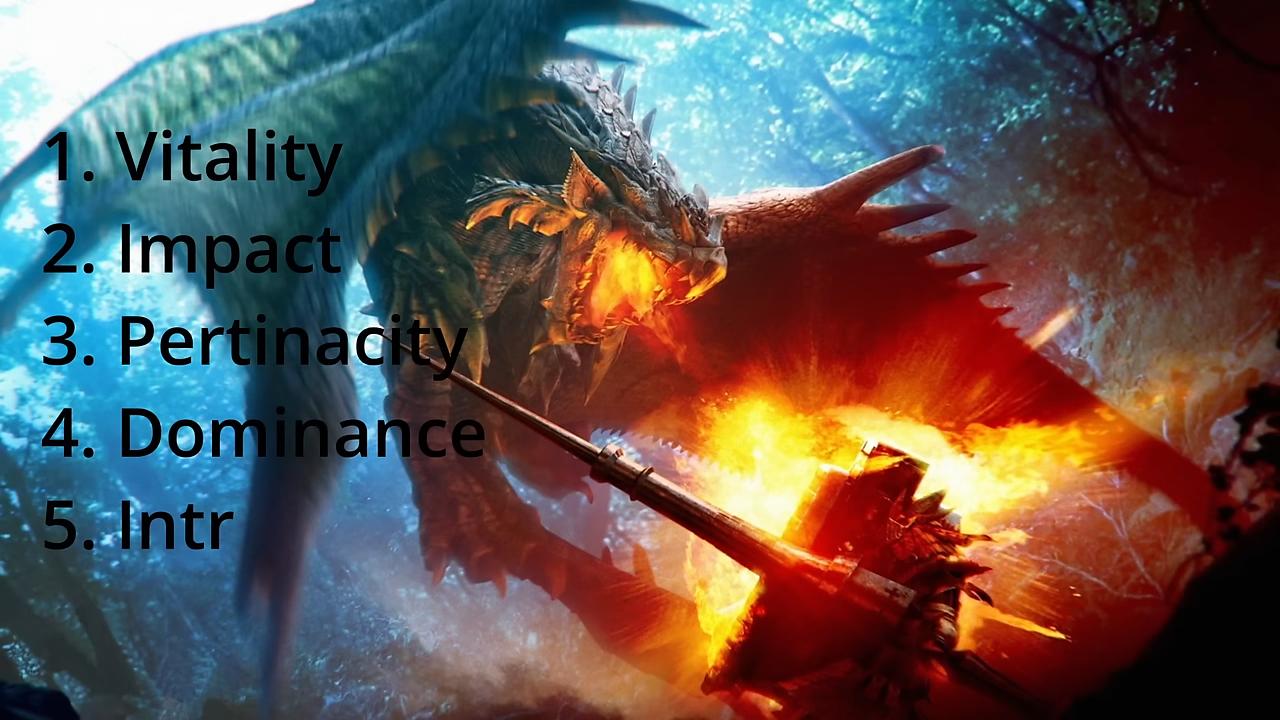 1. Vitality
2. Impact
3. Pertinacity
4. Dominance
5. Intr